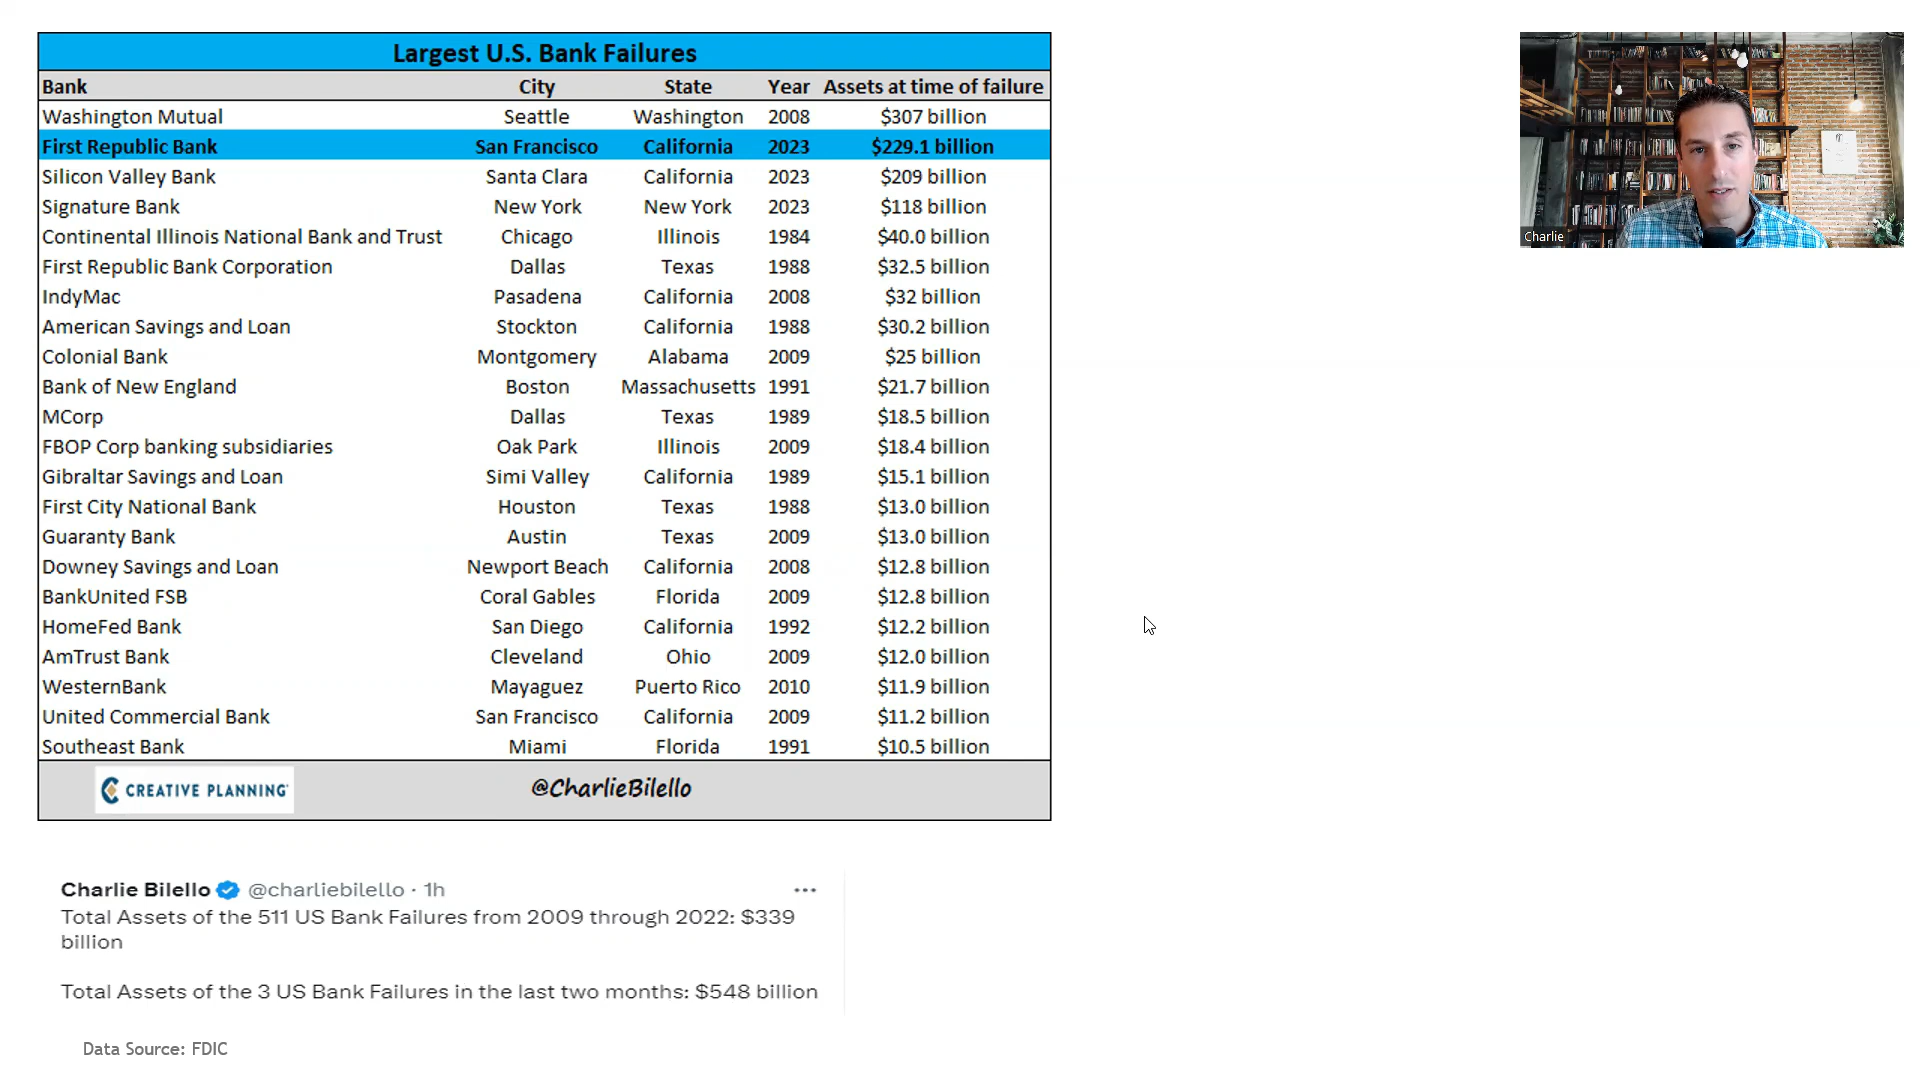 Largest U.S. Bank Failures
Bank City State Year Assets at time of failure
Washington Mutual Seattle Washington 2008 $307 billion
First Republic Bank San Francisco California 2023 $229.1 billion
Silicon Valley Bank Santa Clara California 2023 $209 billion
Signature Bank New York New York 2023 $118 billion
Continental Illinois National Bank and Trust Chicago Illinois 1984 $40.0 billion
First Republic Bank Corporation Dallas Texas 1988 $32.5 billion
IndyMac Pasadena California 2008 $32 billion
American Savings and Loan Stockton California 1988 $30.2 billion
Colonial Bank Montgomery Alabama 2009 $25 billion
Bank of New England Boston Massachusetts 1991 $21.7 billion
MCorp Dallas Texas 1989 $18.5 billion
FBOP Corp banking subsidiaries Oak Park Illinois 2009 $18.4 billion
Gibraltar Savings and Loan Simi Valley California 1989 $15.1 billion
First City National Bank Houston Texas 1988 $13.0 billion
Guaranty Bank Austin Texas 2009 $13.0 billion
Downey Savings and Loan Newport Beach California 2008 $12.8 billion
BankUnited FSB Coral Gables Florida 2009 $12.8 billion
HomeFed Bank San Diego California 1992 $12.2 billion
AmTrust Bank Cleveland Ohio 2009 $12.0 billion
WesternBank Mayaguez Puerto Rico 2010 $11.9 billion
United Commercial Bank San Francisco California 2009 $11.2 billion
Southeast Bank Miami Florida 1991 $10.5 billion
CREATIVE PLANNING @CharlieBilello
Charlie Bilello @charliebilello · 1h
Total Assets of the 511 US Bank Failures from 2009 through 2022: $339
billion
Total Assets of the 3 US Bank Failures in the last two months: $548 billion
Data Source: FDIC
Charlie